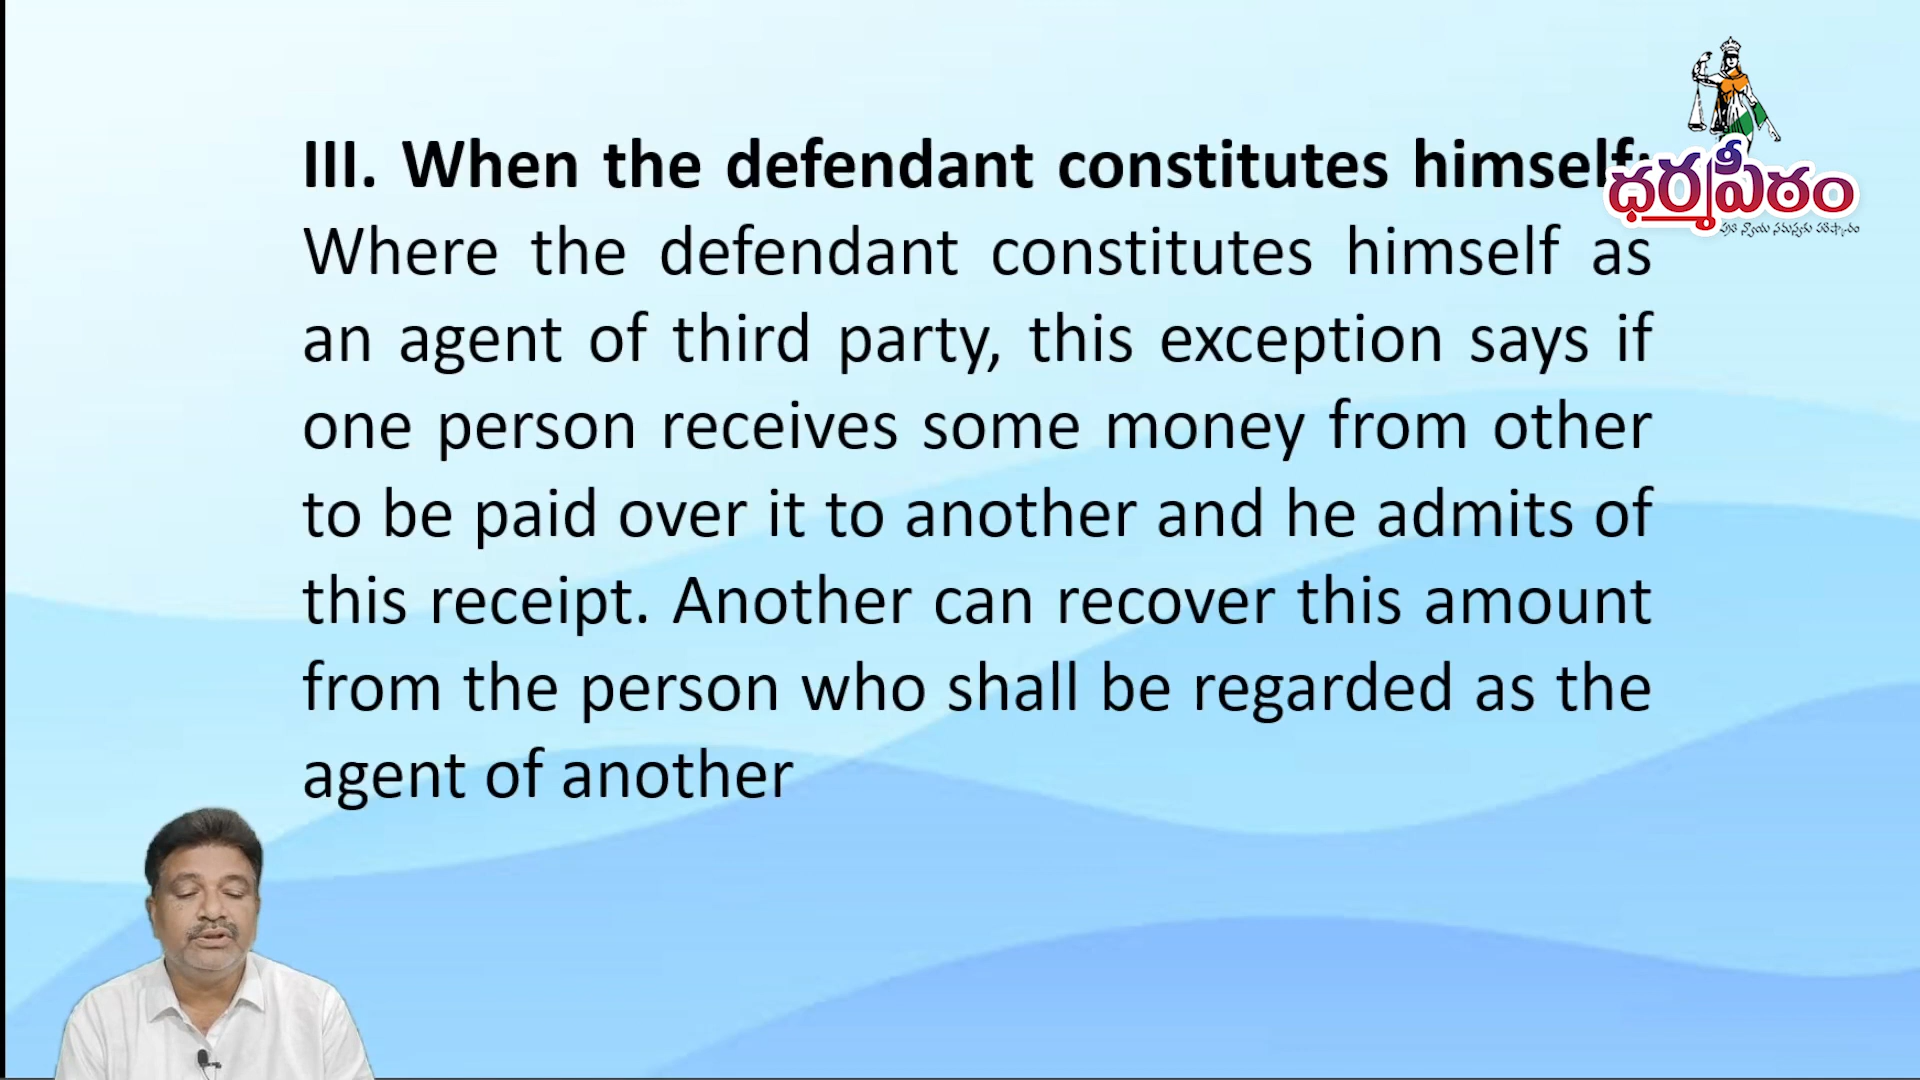 III. When the defendant constitutes himself:
ధర్మపీఠం
Where the defendant constitutes himself as
an agent of third party, this exception says if
one person receives some money from other
to be paid over it to another and he admits of
this receipt. Another can recover this amount
from the person who shall be regarded as the
agent of another